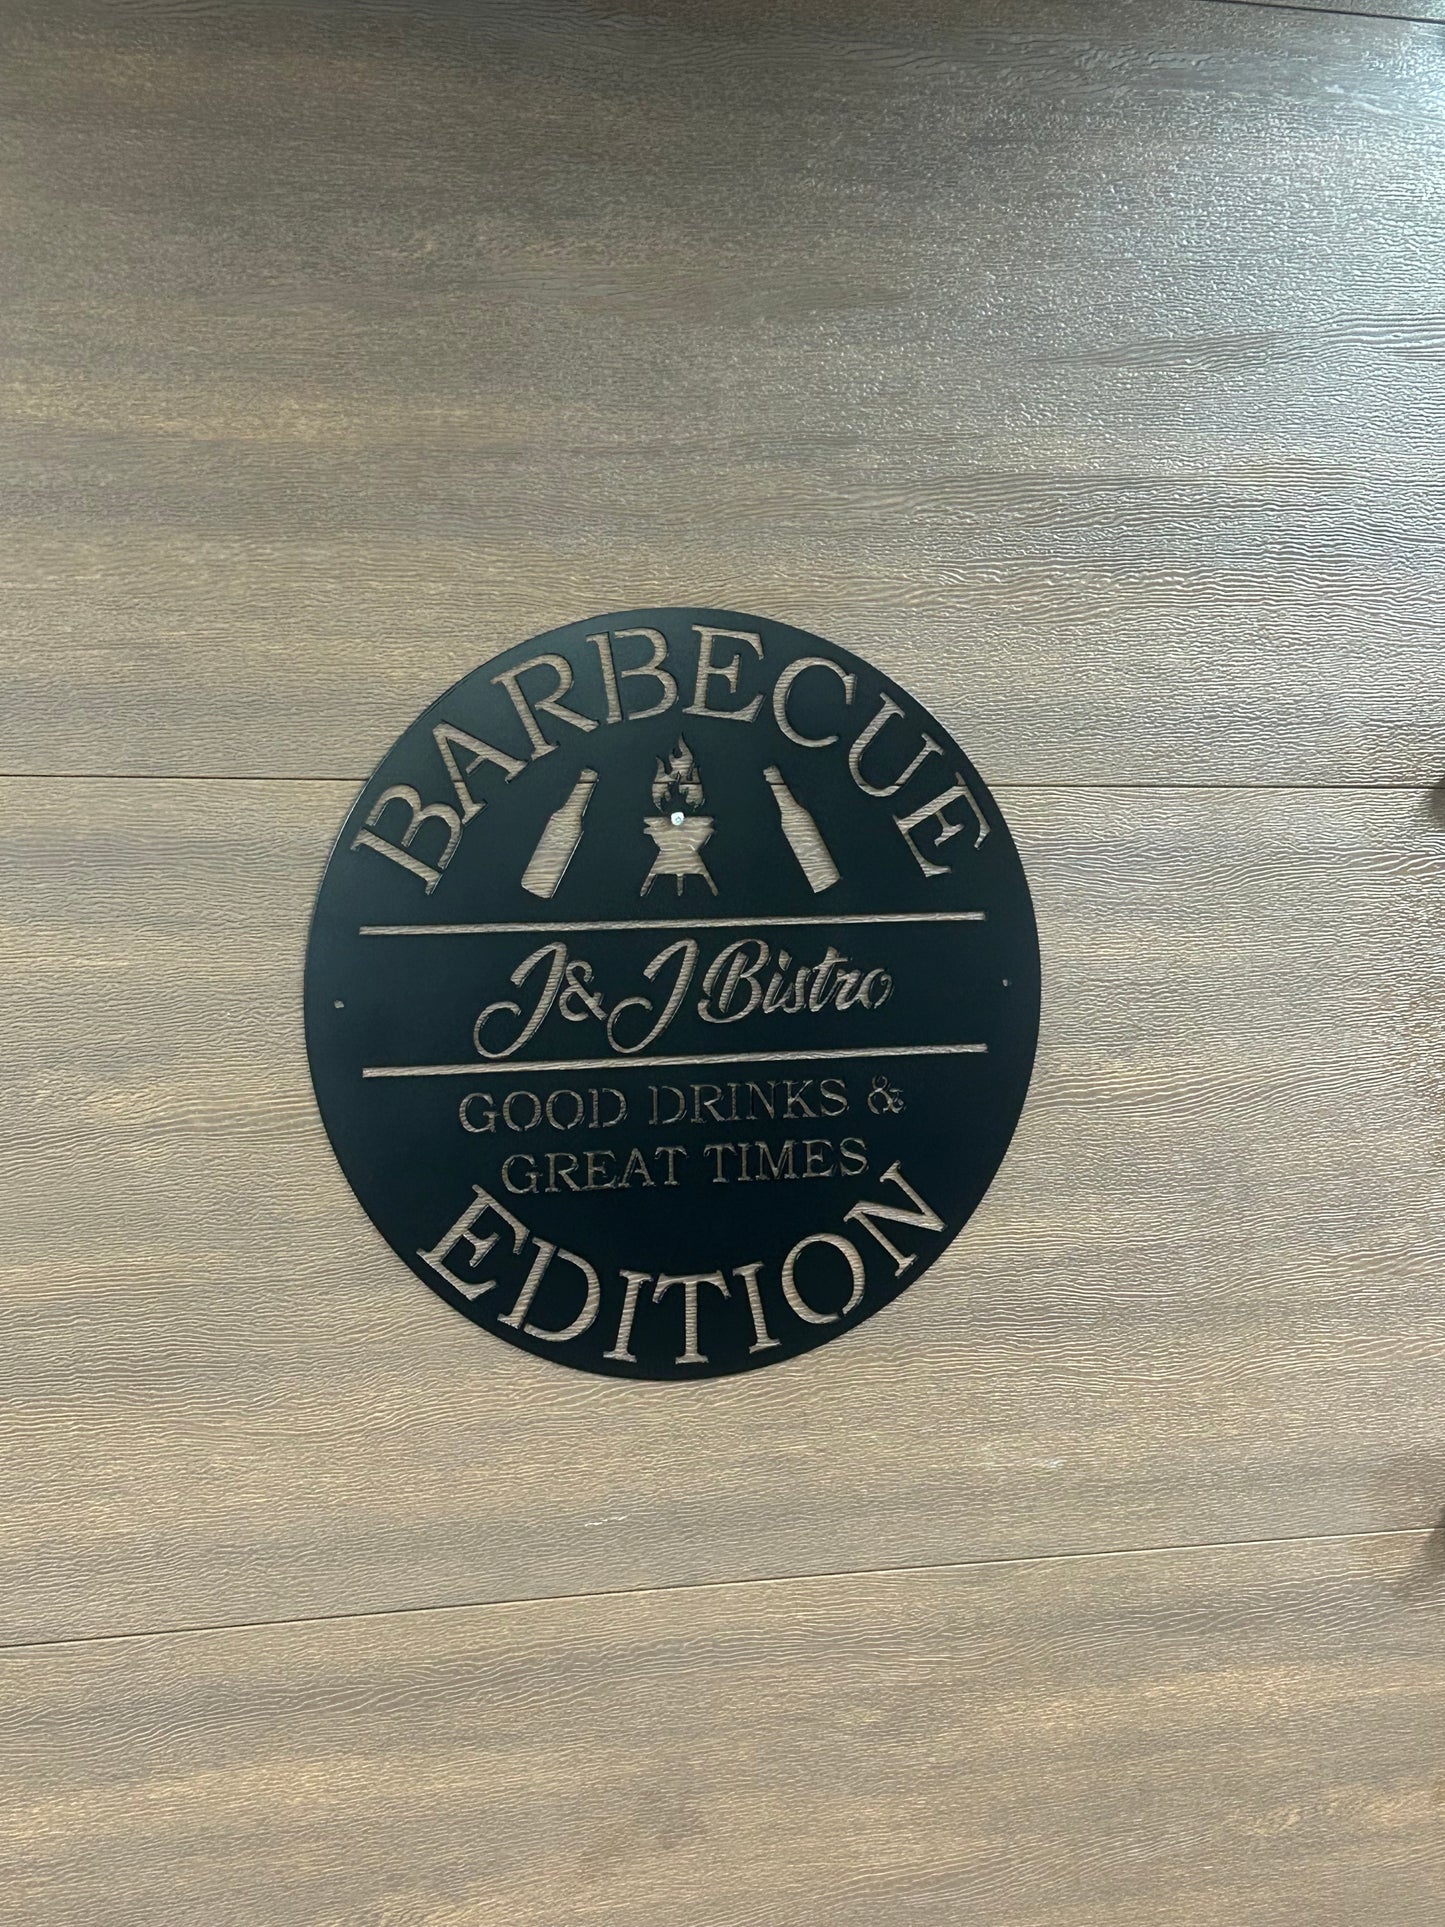 BARBECUE
J&J Bistro
GOOD DRINKS &
GREAT TIMES
EDITION